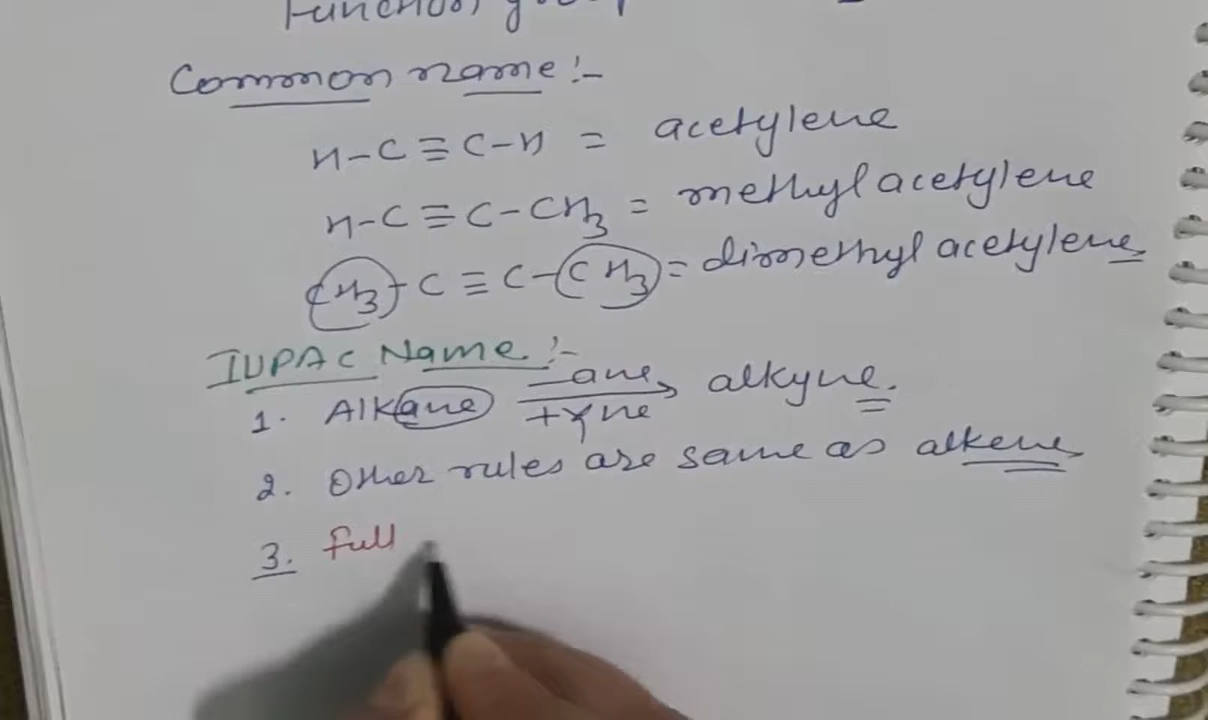 Common name :-
H-C≡C-H = acetylene
H-C≡C-CH3 = methyl acetylene
CH3-C≡C-CH3 = dimethyl acetylene
IUPAC Name :-
1. Alkane -ane +yne alkyne.
2. Other rules are same as alkene
3. full